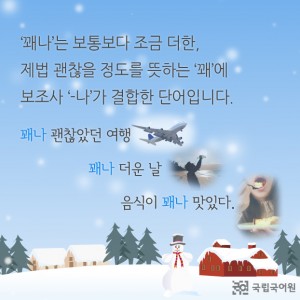 '꽤나'는 보통보다 조금 더한,
제법 괜찮을 정도를 뜻하는 '꽤'에
보조사 '-나'가 결합한 단어입니다.
꽤나 괜찮았던 여행
꽤나 더운 날
음식이 꽤나 맛있다.
국립국어원